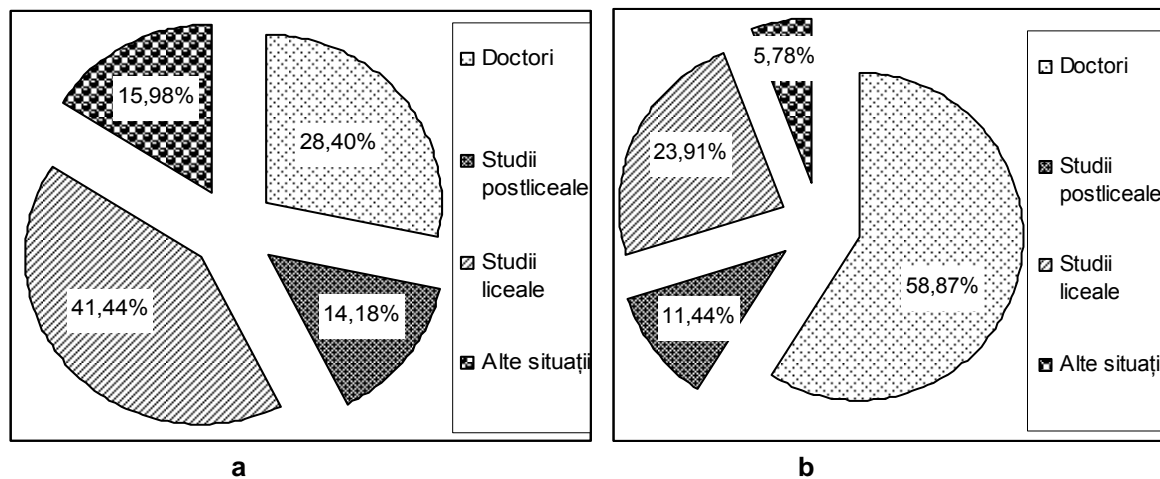 15,98%
28,40%
41,44%
14,18%
Doctori
Studii
postliceale
Studii
liceale
Alte situații
a
5,78%
23,91%
58,87%
11,44%
Doctori
Studii
postliceale
Studii
liceale
Alte situații
b